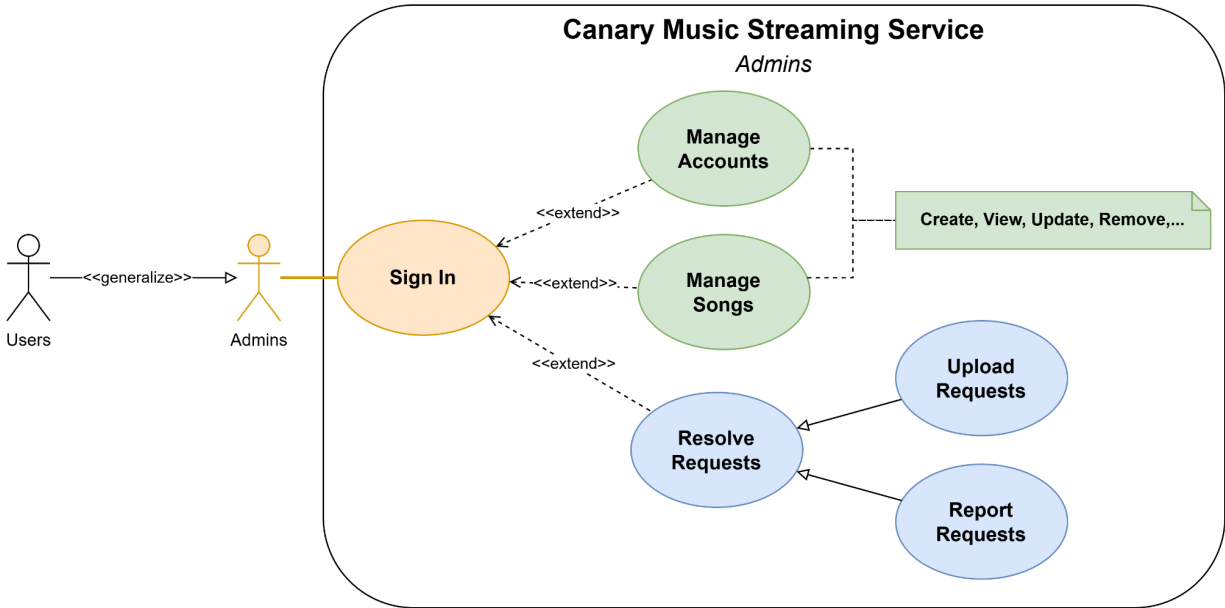 Canary Music Streaming Service
Admins
Manage
Accounts
<<extend>>
Create, View, Update, Remove,...
<<generalize>>
Sign In
<<extend>>
Manage
Songs
Users
Admins
<<extend>>
Upload
Requests
Resolve
Requests
Report
Requests